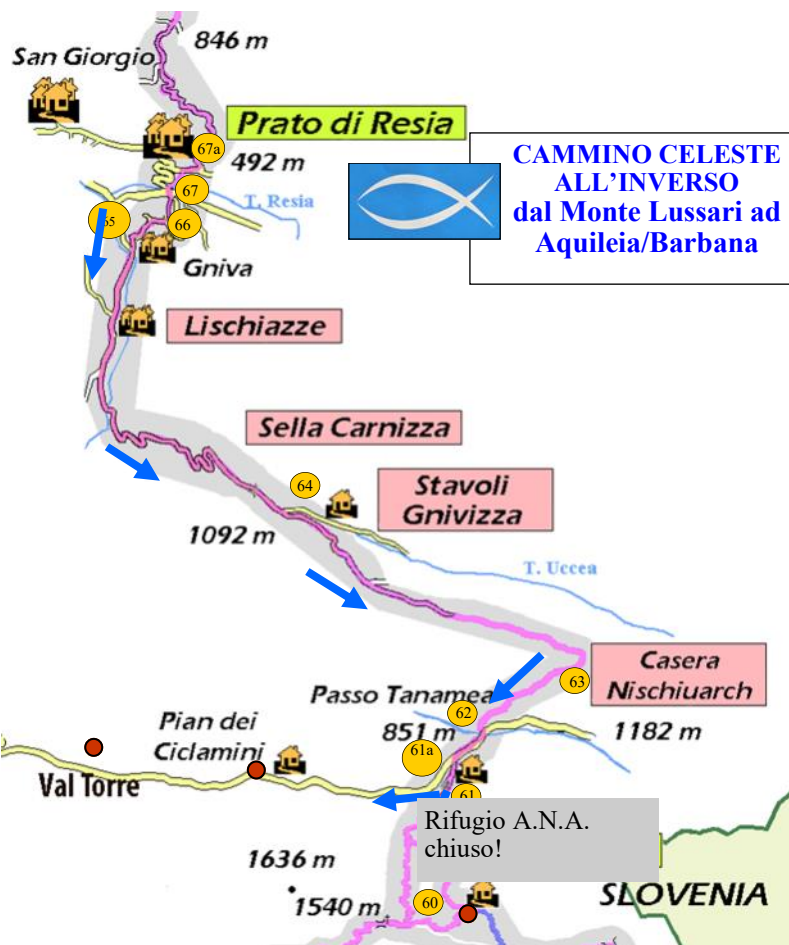 846 m
San Giorgio
Prato di Resia
67a
492 m
CAMMINO CELESTE
ALL'INVERSO
dal Monte Lussari ad
Aquileia/Barbana
67
T. Resia
65
66
Gniva
Lischiazze
Sella Carnizza
64
Stavoli
Gnivizza
1092 m
T. Uccea
Casera
Nischiuarch
63
Passo Tanamea
62
851 m
1182 m
Pian dei
Ciclamini
61a
Val Torre
61
Rifugio A.N.A.
chiuso!
1636 m
1540 m
60
SLOVENIA